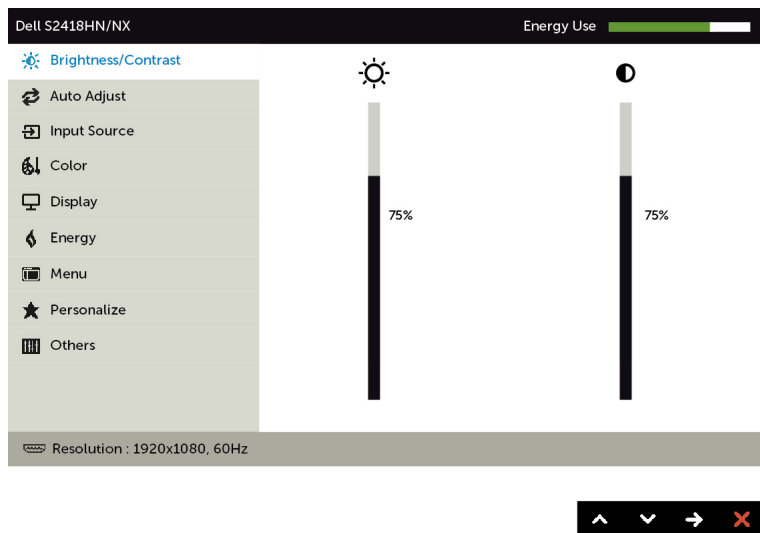 Dell S2418HN/NX
Energy Use
Brightness/Contrast
Auto Adjust
Input Source
Color
Display
Energy
Menu
Personalize
Others
75%
75%
Resolution : 1920x1080, 60Hz